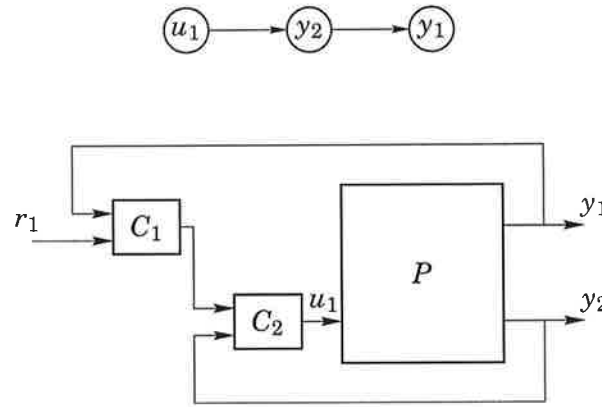 u₁ y₂ y₁
y₁
r₁ C₁
P
y₂
u₁
C₂